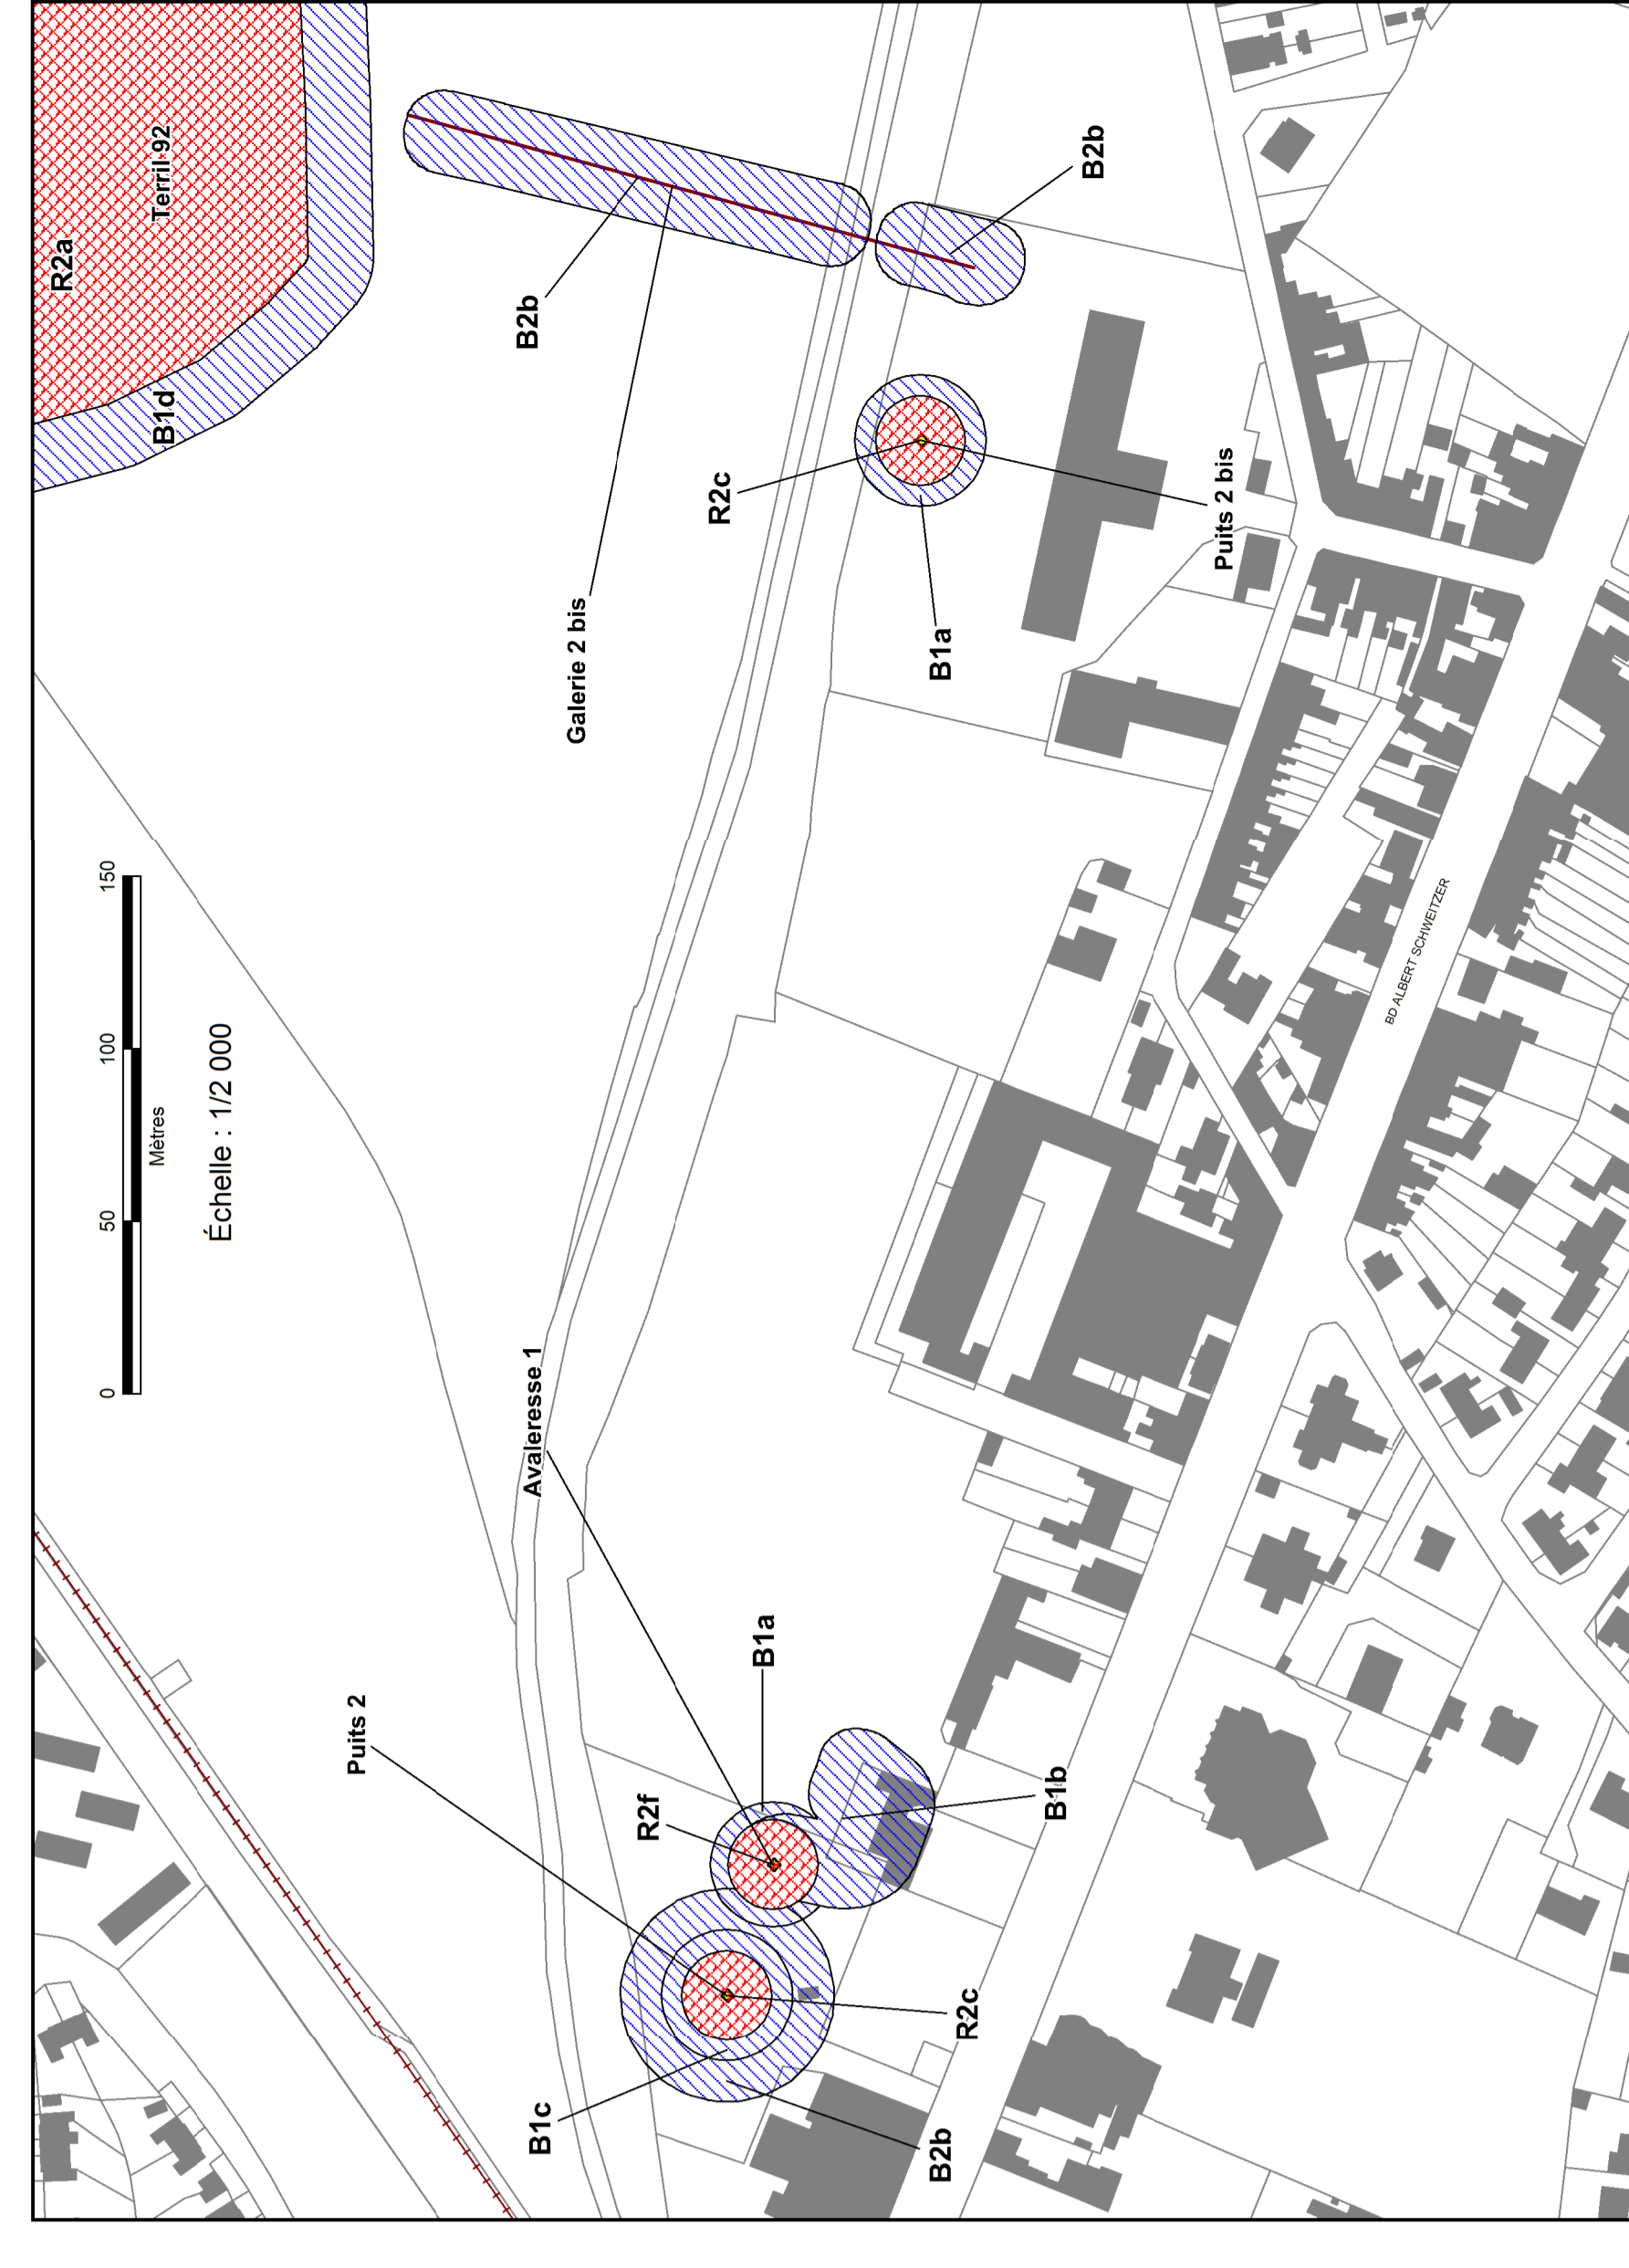 R2a
Terril 92
B1d
B2b
B2b
Galerie 2 bis
R2c
Puits 2 bis
B1a
0 50 100 150
Mètres
Échelle : 1/2 000
BD ALBERT SCHWEITZER
Avaleresse 1
Puits 2
B1a
R2f
B1b
R2c
B1c
B2b